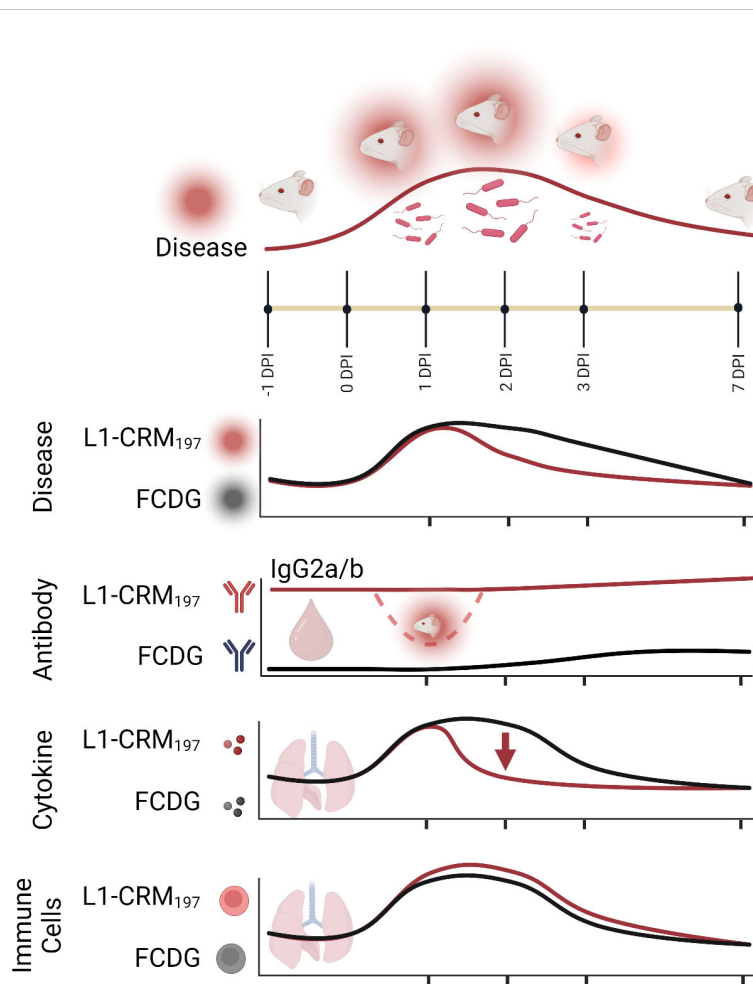 Disease
-1 DPI
0 DPI
1 DPI
2 DPI
3 DPI
7 DPI
Disease
L1-CRM₁₉₇
FCDG
Antibody
IgG2a/b
L1-CRM₁₉₇
FCDG
Cytokine
L1-CRM₁₉₇
FCDG
Immune
Cells
L1-CRM₁₉₇
FCDG